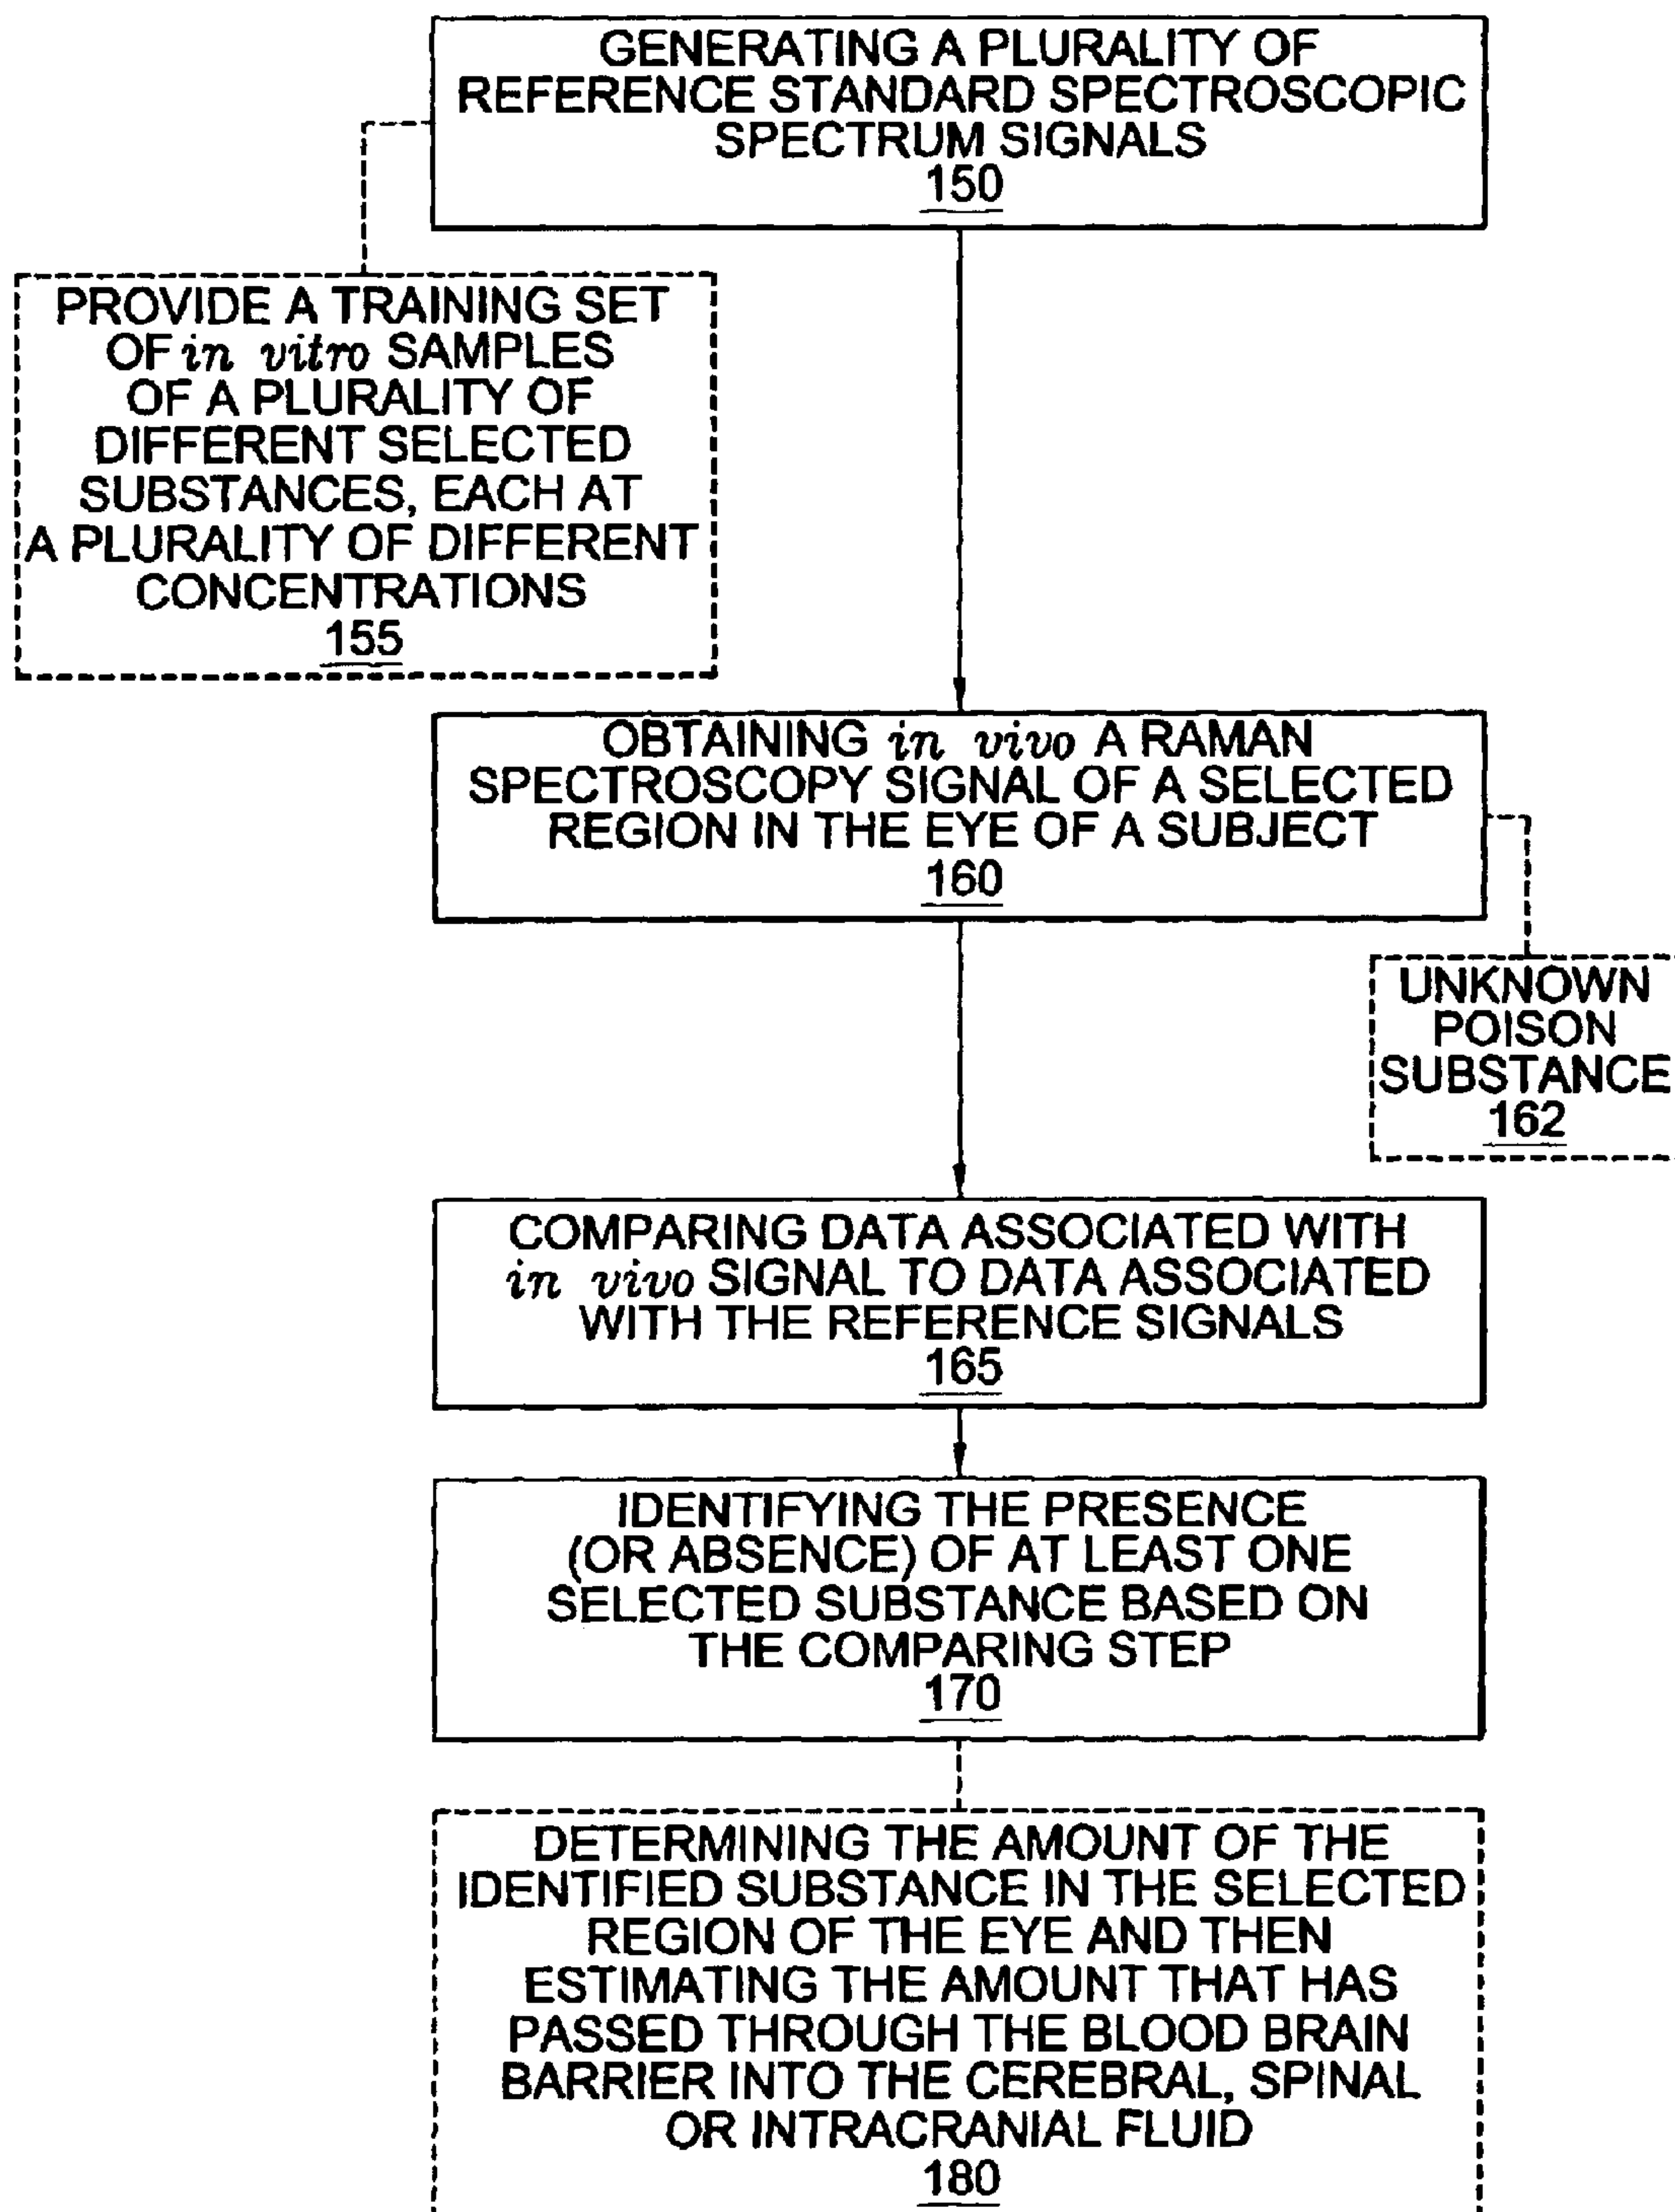 GENERATING A PLURALITY OF
REFERENCE STANDARD SPECTROSCOPIC
SPECTRUM SIGNALS
150
PROVIDE A TRAINING SET
OF in vitro SAMPLES
OF A PLURALITY OF
DIFFERENT SELECTED
SUBSTANCES, EACH AT
A PLURALITY OF DIFFERENT
CONCENTRATIONS
155
OBTAINING in vivo A RAMAN
SPECTROSCOPY SIGNAL OF A SELECTED
REGION IN THE EYE OF A SUBJECT
160
UNKNOWN
POISON
SUBSTANCE
162
COMPARING DATA ASSOCIATED WITH
in vivo SIGNAL TO DATA ASSOCIATED
WITH THE REFERENCE SIGNALS
165
IDENTIFYING THE PRESENCE
(OR ABSENCE) OF AT LEAST ONE
SELECTED SUBSTANCE BASED ON
THE COMPARING STEP
170
DETERMINING THE AMOUNT OF THE
IDENTIFIED SUBSTANCE IN THE SELECTED
REGION OF THE EYE AND THEN
ESTIMATING THE AMOUNT THAT HAS
PASSED THROUGH THE BLOOD BRAIN
BARRIER INTO THE CEREBRAL, SPINAL
OR INTRACRANIAL FLUID
180